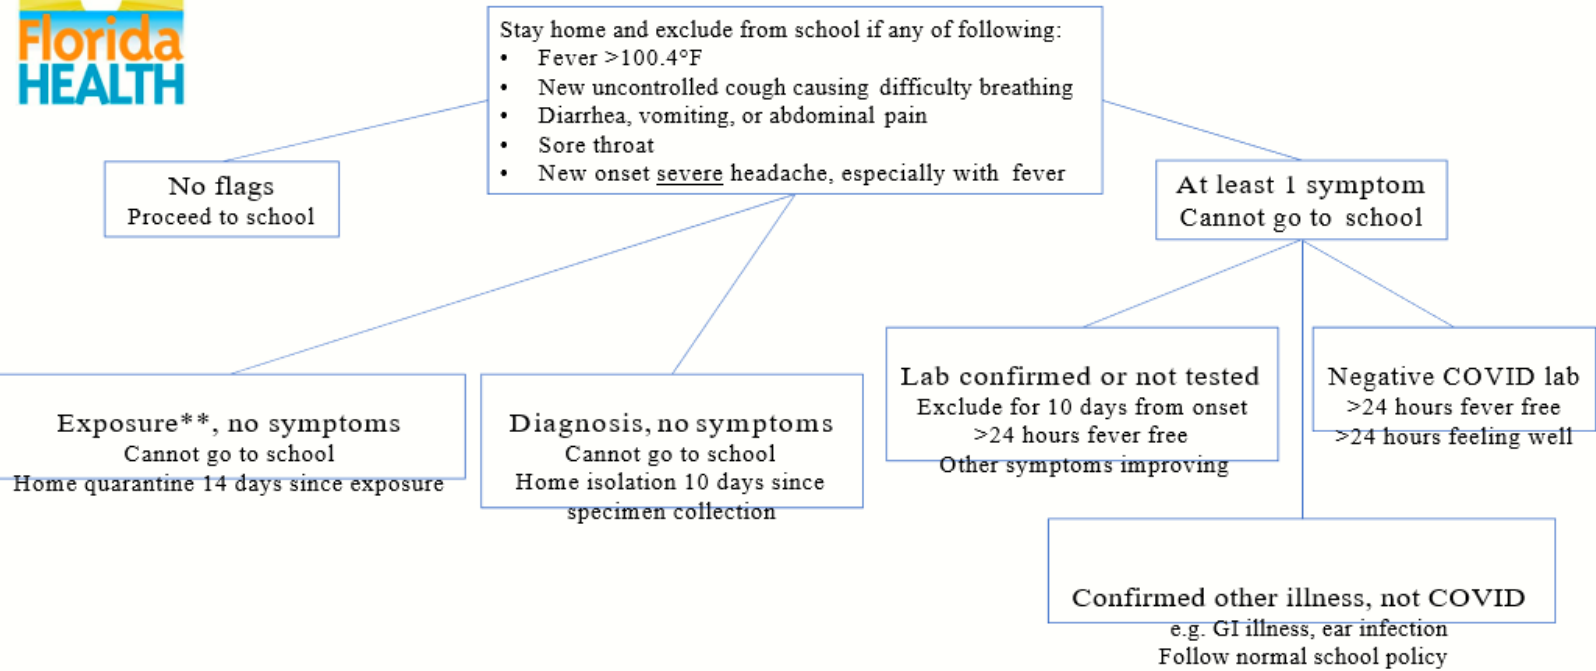 Florida
HEALTH
Stay home and exclude from school if any of following:
• Fever >100.4°F
• New uncontrolled cough causing difficulty breathing
• Diarrhea, vomiting, or abdominal pain
• Sore throat
• New onset severe headache, especially with fever
No flags
Proceed to school
At least 1 symptom
Cannot go to school
Exposure**, no symptoms
Cannot go to school
Home quarantine 14 days since exposure
Diagnosis, no symptoms
Cannot go to school
Home isolation 10 days since
specimen collection
Lab confirmed or not tested
Exclude for 10 days from onset
>24 hours fever free
Other symptoms improving
Negative COVID lab
>24 hours fever free
>24 hours feeling well
Confirmed other illness, not COVID
e.g. GI illness, ear infection
Follow normal school policy